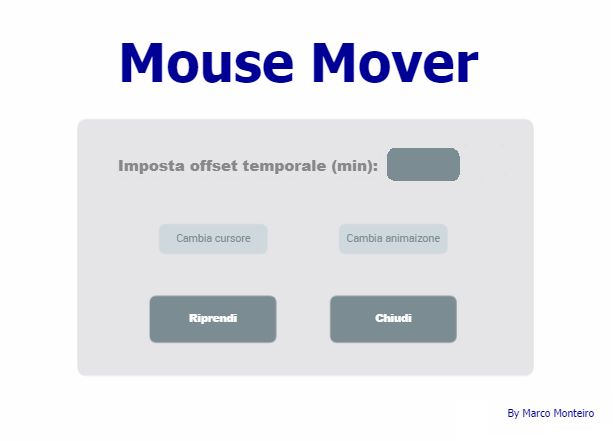 Mouse Mover
Imposta offset temporale (min):
Cambia cursore
Cambia animaizone
Riprendi
Chiudi
By Marco Monteiro